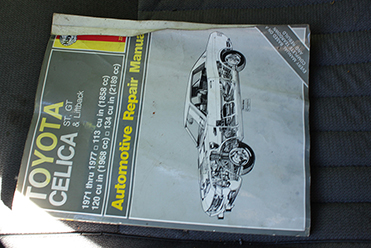 TOYOTA
CELICA ST, GT
& Liftback
1971 thru 1977 □ 113 cu in (1858 cc)
120 cu in (1968 cc) □ 134 cu in (2189 cc)
Automotive Repair Manual